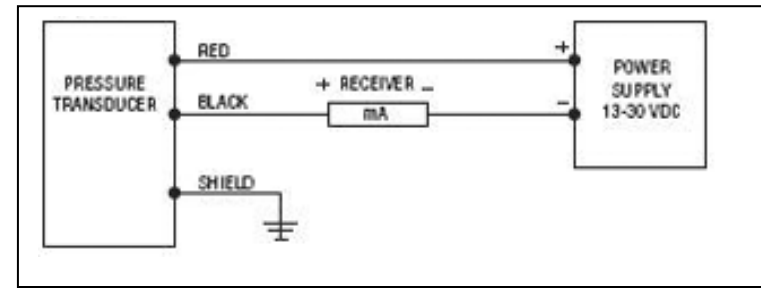 RED
+
PRESSURE
TRANSDUCER
POWER
SUPPLY
13-30 VDC
+ RECEIVER -
BLACK
mA
-
SHIELD